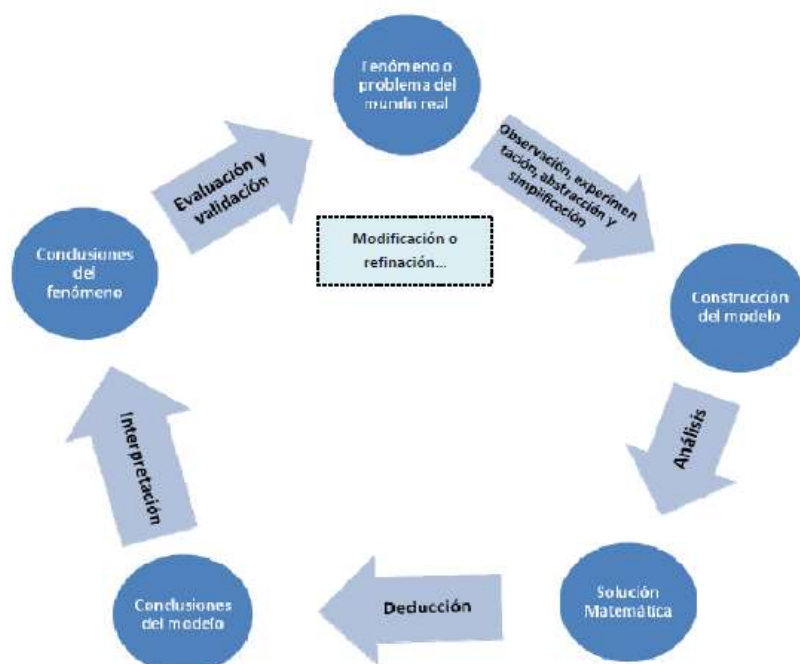 Fenómeno o
problema del
mundo real
Observación, experimen
tación, abstracción y
simplificación
Construcción
del modelo
Análisis
Solución
Matemática
Deducción
Conclusiones
del modelo
Interpretación
Conclusiones
del
fenómeno
Evaluación y
validación
Modificación o
refinación...